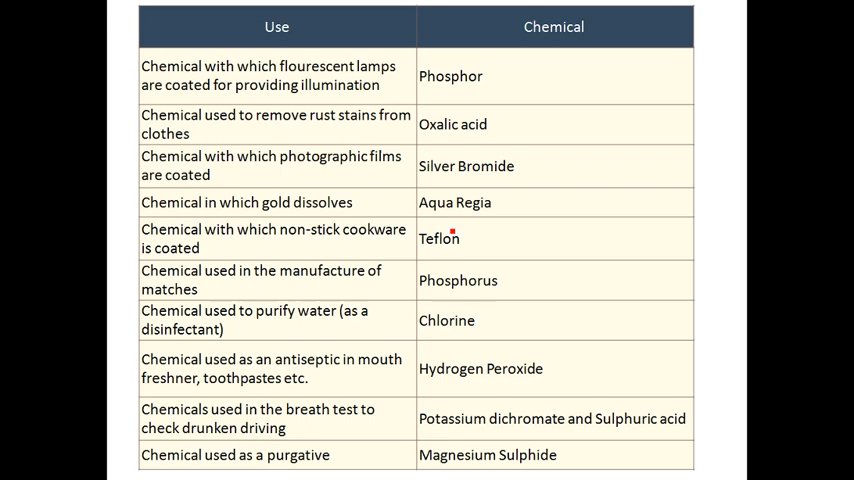 Use
Chemical
Chemical with which flourescent lamps
are coated for providing illumination
Phosphor
Chemical used to remove rust stains from
clothes
Oxalic acid
Chemical with which photographic films
are coated
Silver Bromide
Chemical in which gold dissolves
Aqua Regia
Chemical with which non-stick cookware
is coated
Teflon
Chemical used in the manufacture of
matches
Phosphorus
Chemical used to purify water (as a
disinfectant)
Chlorine
Chemical used as an antiseptic in mouth
freshner, toothpastes etc.
Hydrogen Peroxide
Chemicals used in the breath test to
check drunken driving
Potassium dichromate and Sulphuric acid
Chemical used as a purgative
Magnesium Sulphide